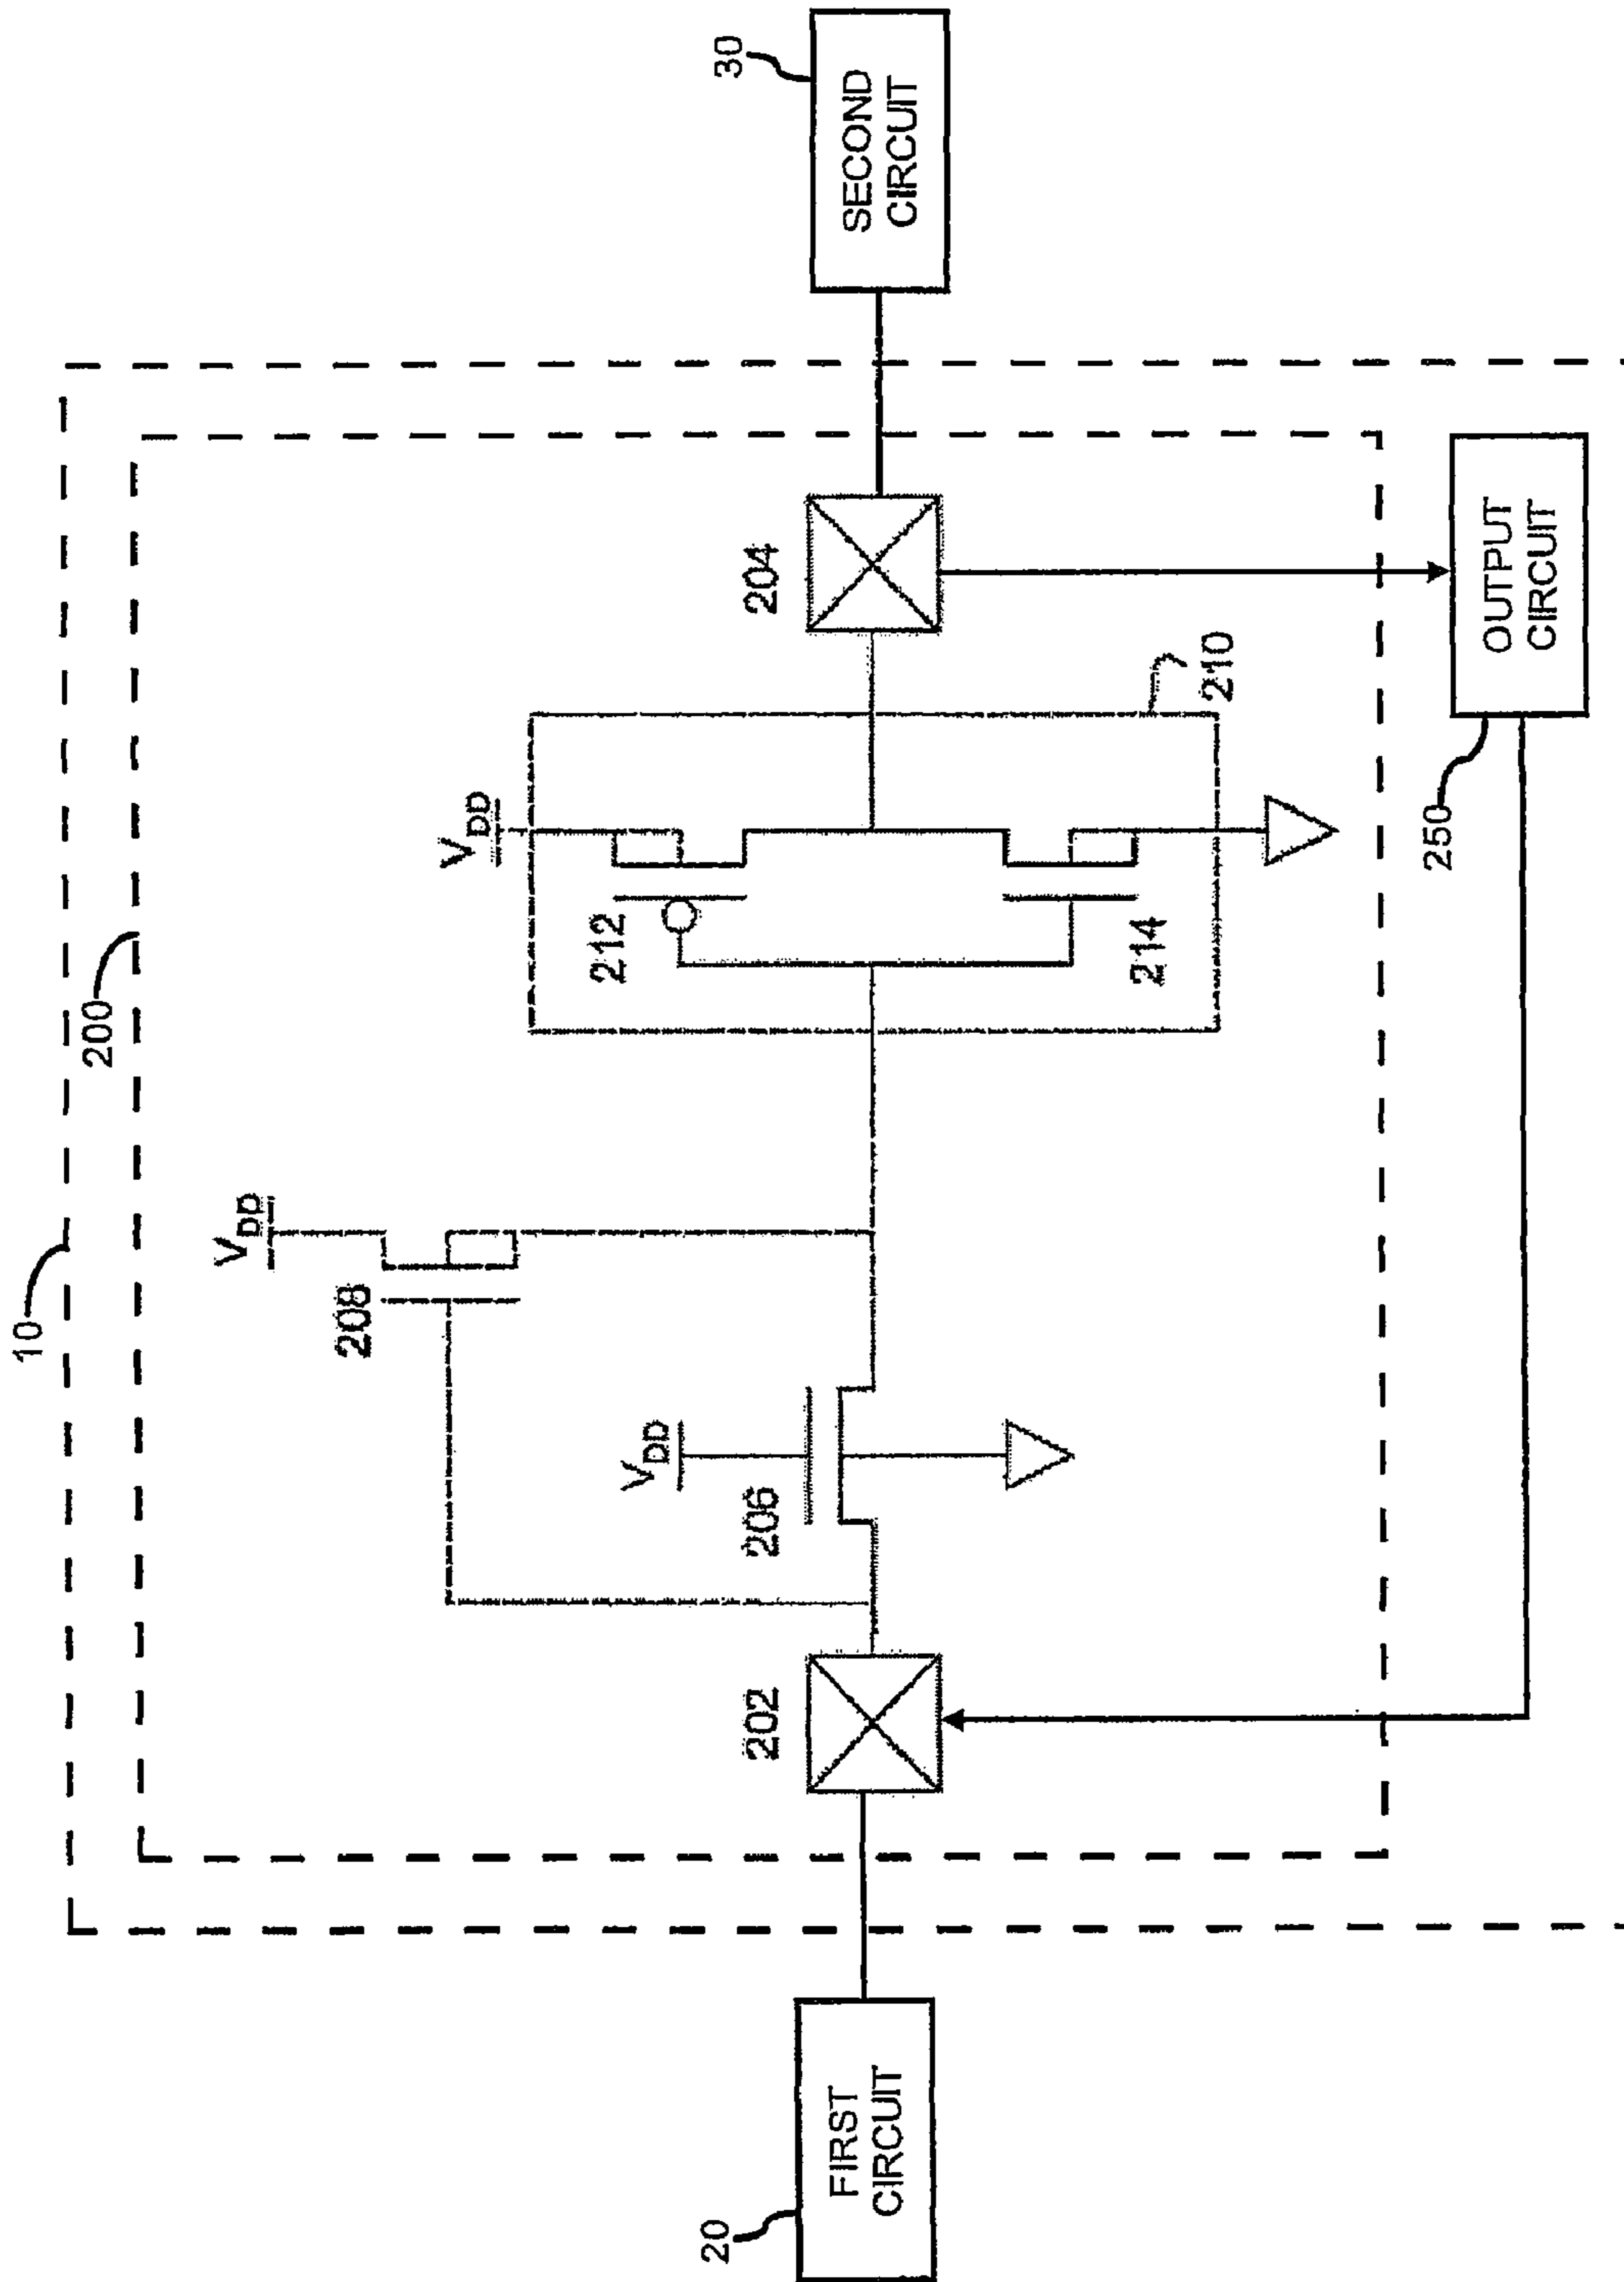 10
200
V_DD
208
V_DD
206
V_DD
212
214
210
202
204
FIRST
CIRCUIT
20
SECOND
CIRCUIT
30
OUTPUT
CIRCUIT
250